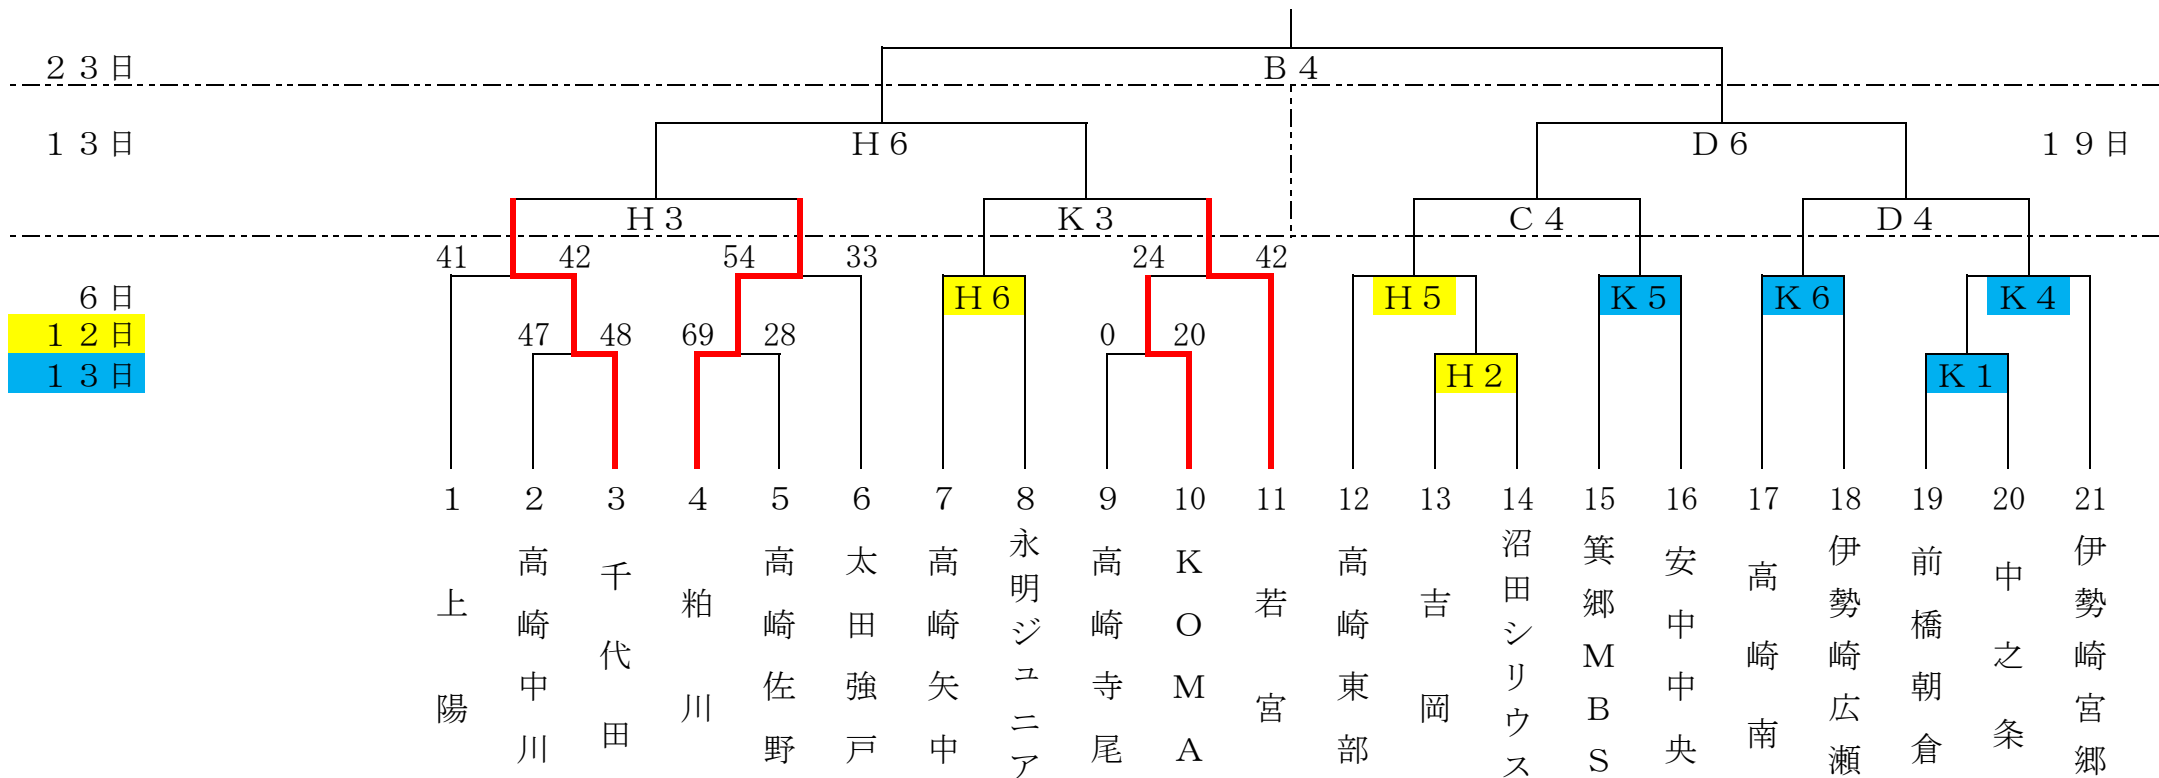 ２３日
Ｂ４
１３日
Ｈ６
Ｄ６
１９日
Ｈ３
Ｋ３
Ｃ４
Ｄ４
41 42 54 33 24 42
６日
Ｈ６
Ｈ５
Ｋ５
Ｋ６
Ｋ４
１２日
47 48 69 28 0 20
１３日
Ｈ２
Ｋ１
1 2 3 4 5 6 7 8 9 10 11 12 13 14 15 16 17 18 19 20 21
上陽
高崎中川
千代田
粕川
高崎佐野
太田強戸
高崎矢中
永明ジュニア
高崎寺尾
ＫＯＭＡ
若宮
高崎東部
吉岡
沼田シリウス
箕郷ＭＢＳ
安中中央
高崎南
伊勢崎広瀬
前橋朝倉
中之条
伊勢崎宮郷